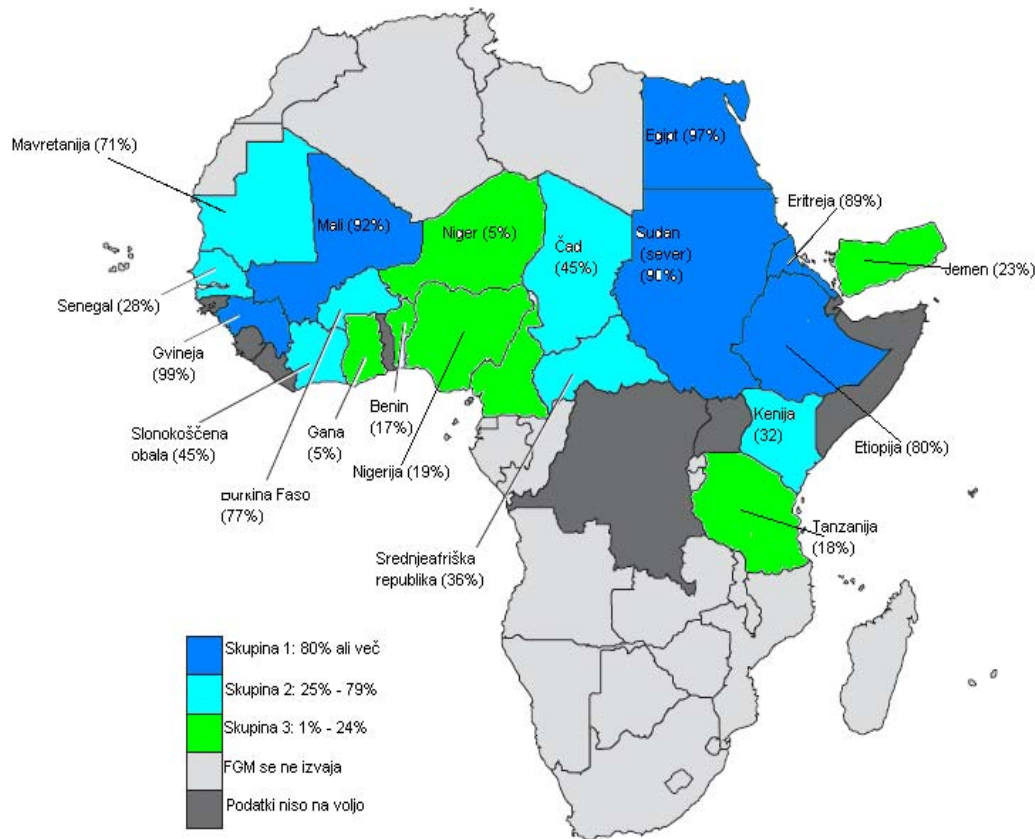 Mavretanija (71%)
Egipt (97%)
Eritreja (89%)
Mali (92%)
Niger (5%)
Čad
(45%)
Sudan
(sever)
(90%)
Jemen (23%)
Senegal (28%)
Gvineja
(99%)
Slonokoščena
obala (45%)
Gana
(5%)
Benin
(17%)
Kenija
(32)
Etiopija (80%)
Nigerija (19%)
Burkina Faso
(77%)
Tanzanija
(18%)
Srednjeafriška
republika (36%)
Skupina 1: 80% ali več
Skupina 2: 25% - 79%
Skupina 3: 1% - 24%
FGM se ne izvaja
Podatki niso na voljo